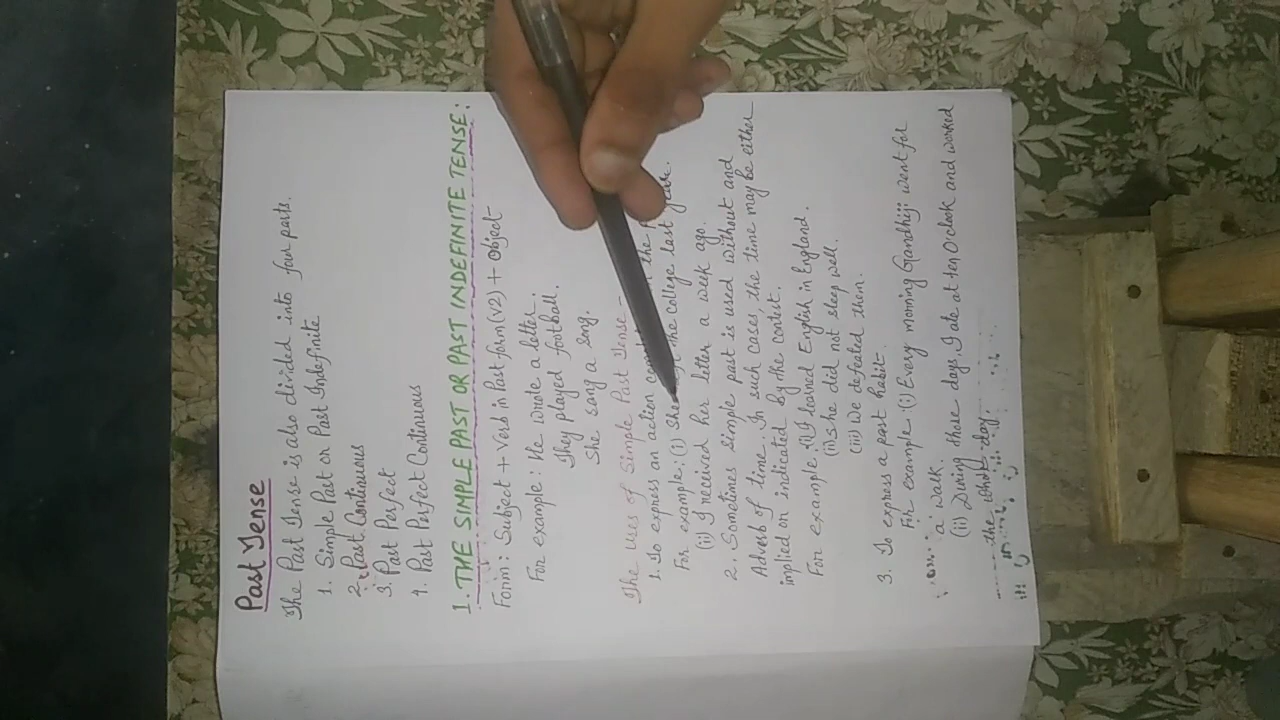 Past Tense
The Past Tense is also divided into four parts.
1. Simple Past or Past Indefinite
2. Past Continuous
3. Past Perfect
4. Past Perfect Continuous
1. THE SIMPLE PAST OR PAST INDEFINITE TENSE:
Form: Subject + Verb in Past form (V2) + object
For example: He wrote a letter.
They played football.
She sang a song.
The Uses of Simple Past Tense -
1. To express an action the
For example: (i) She the college last
(ii) I received her letter a week ago.
2. Sometimes simple past is used without and
Adverb of time. In such cases, the time may be either
implied or indicated by the context.
For example: (i) I learned English in England.
(ii) She did not sleep well.
(iii) We defeated them.
3. To express a past habit.
For example: (i) Every morning Gandhiji went for
a walk.
(ii) During those days, I ate at ten O'clock and worked
the whole day.